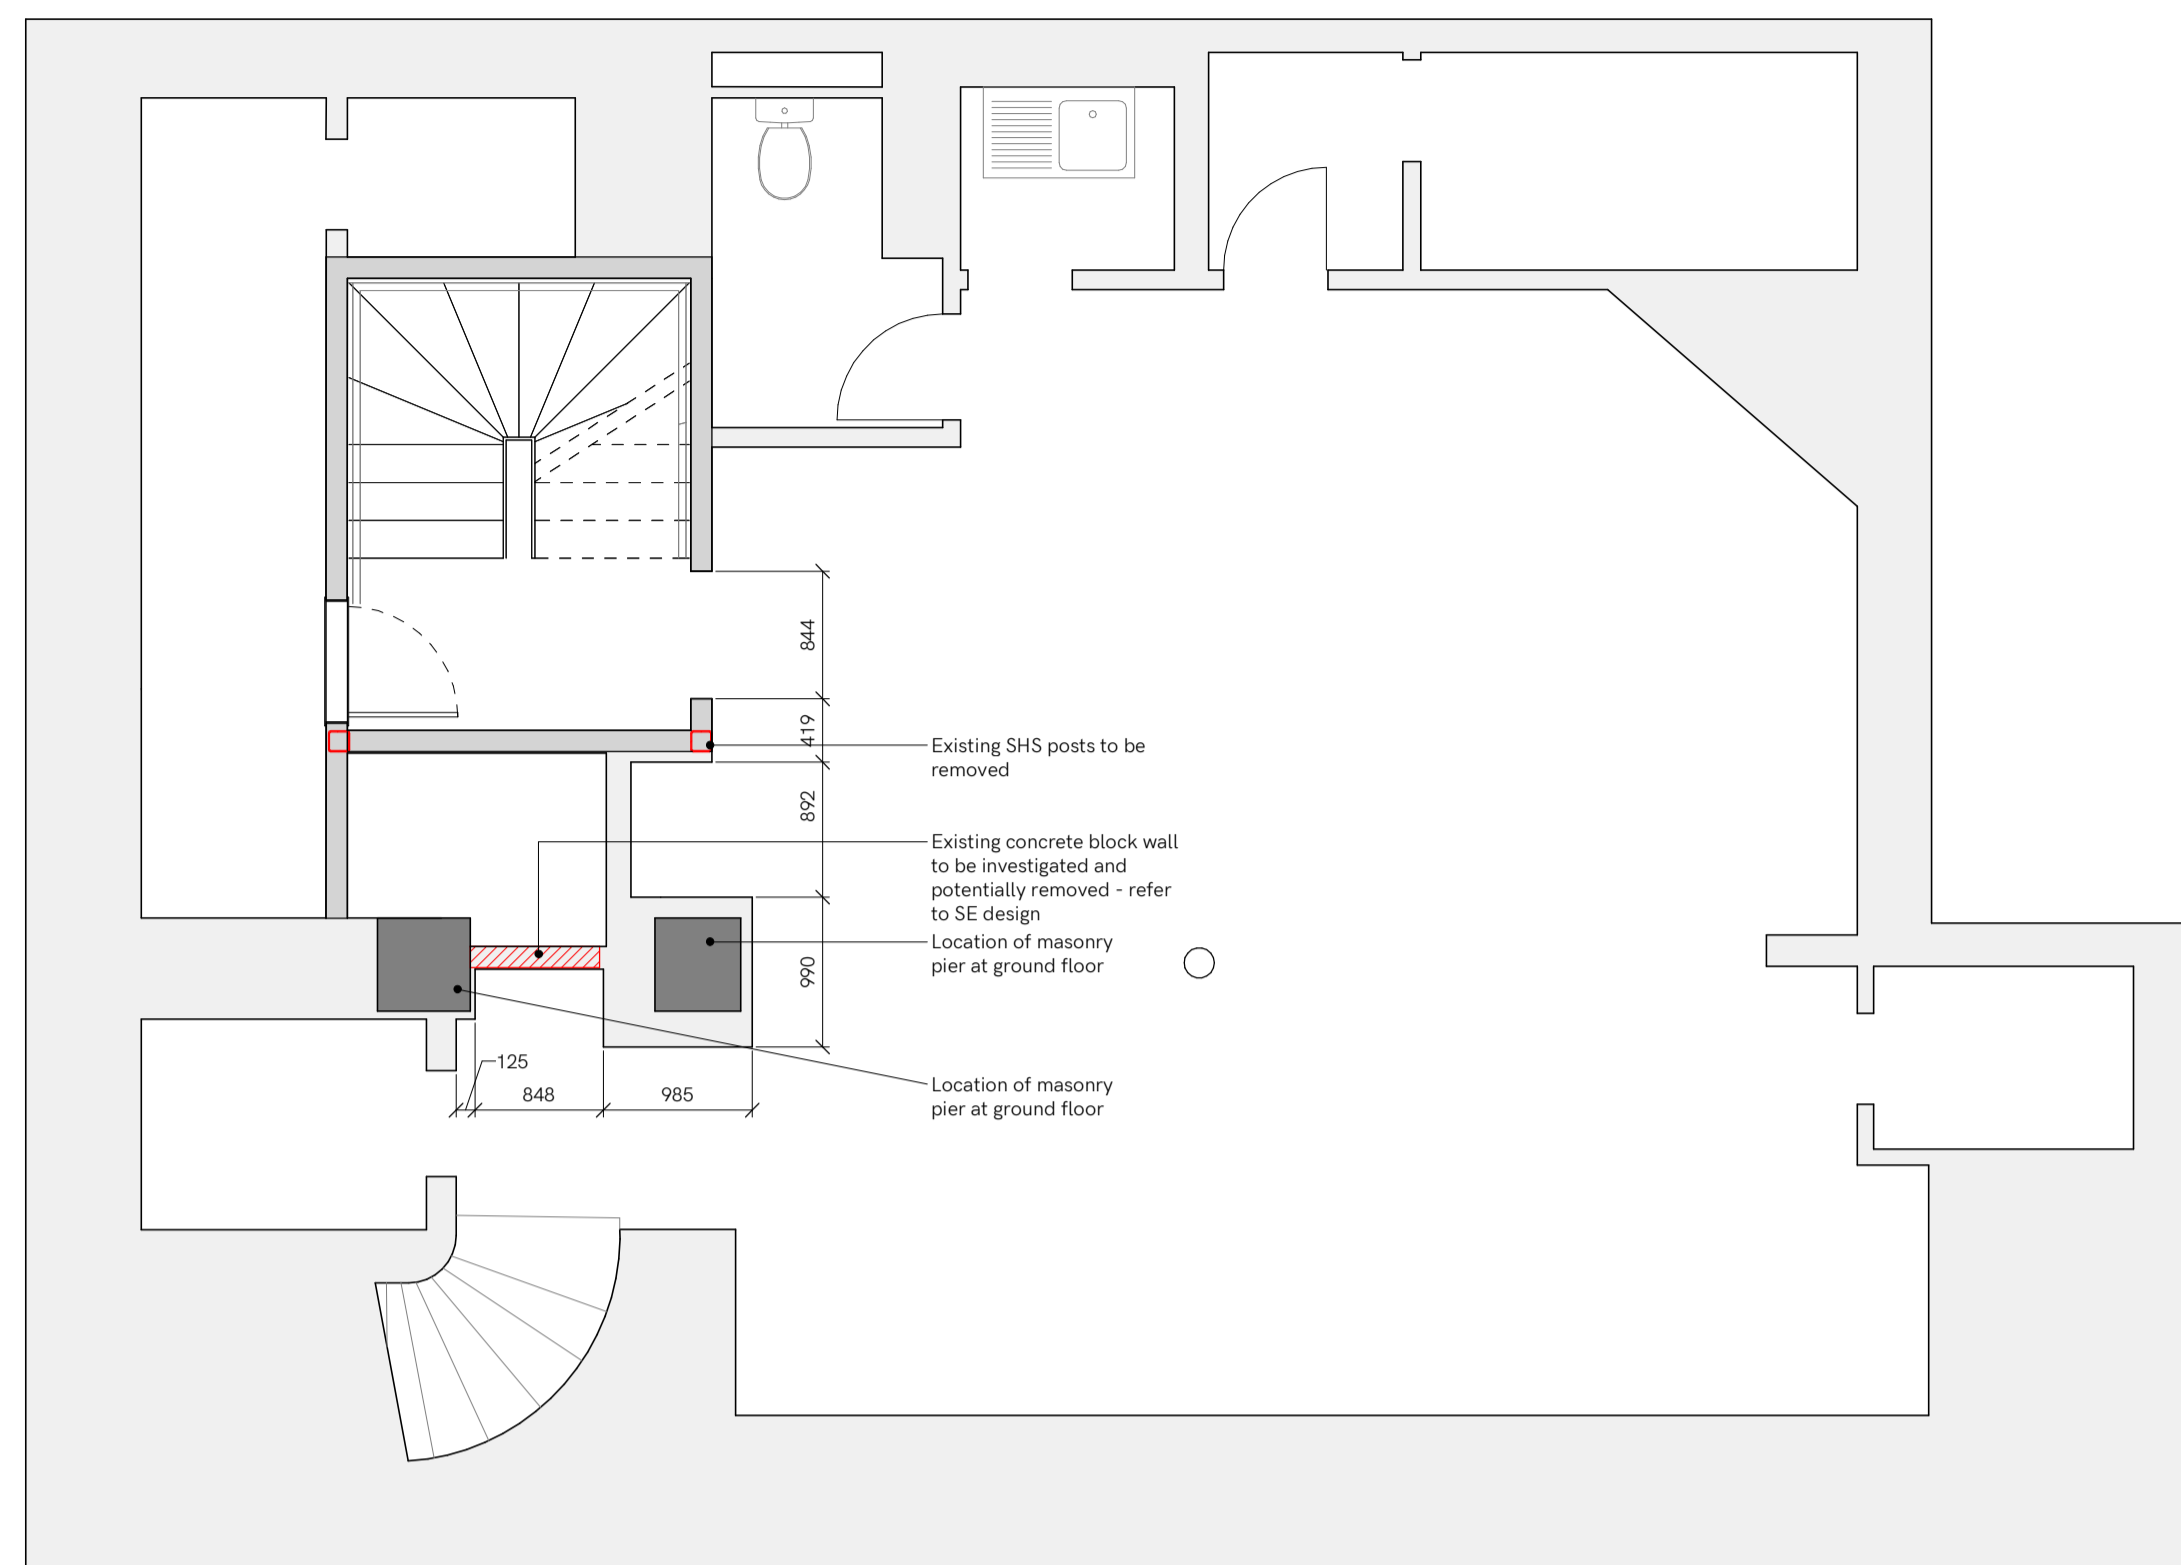 844
419
Existing SHS posts to be
removed
892
Existing concrete block wall
to be investigated and
potentially removed - refer
to SE design
Location of masonry
pier at ground floor
990
125
848
985
Location of masonry
pier at ground floor